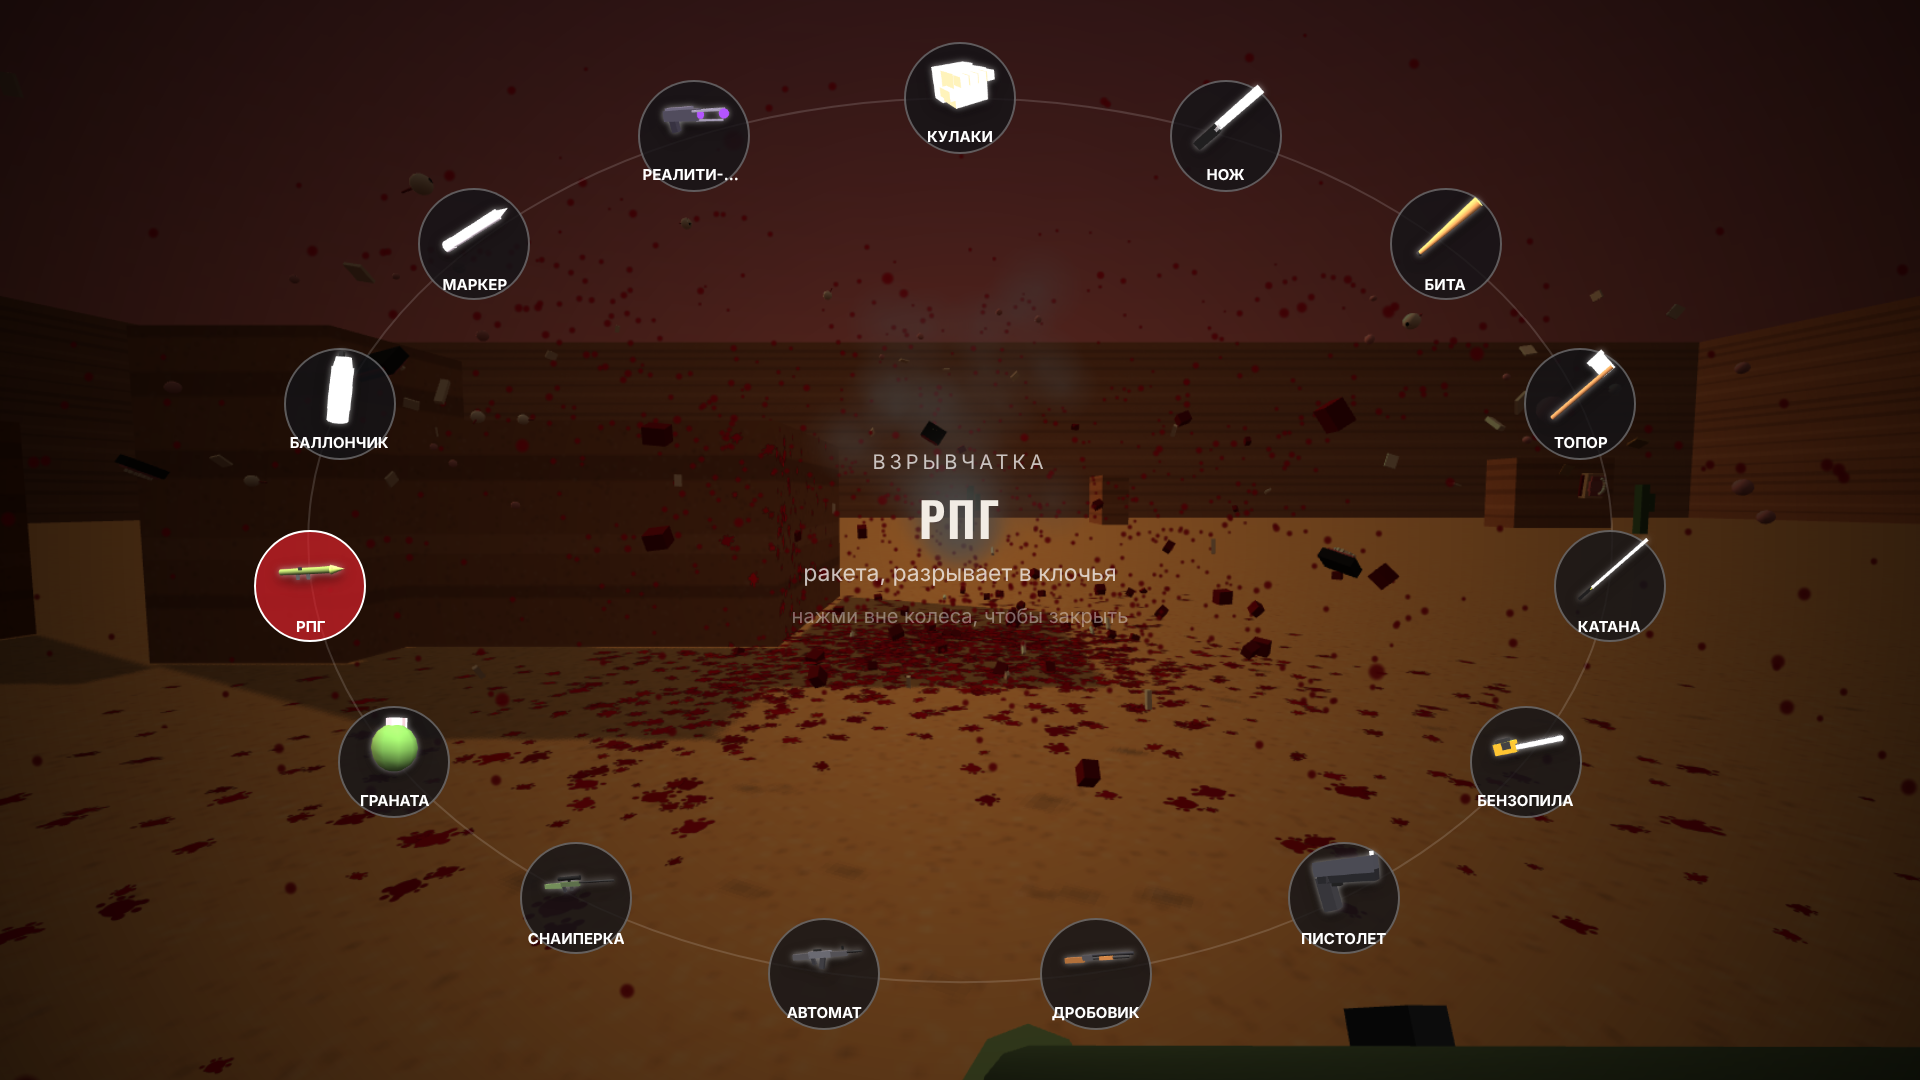 КУЛАКИ
НОЖ
БИТА
ТОПОР
КАТАНА
БЕНЗОПИЛА
ПИСТОЛЕТ
ДРОБОВИК
АВТОМАТ
СНАЙПЕРКА
ГРАНАТА
РПГ
БАЛЛОНЧИК
МАРКЕР
РЕАЛИТИ-...
ВЗРЫВЧАТКА
РПГ
ракета, разрывает в клочья
нажми вне колеса, чтобы закрыть